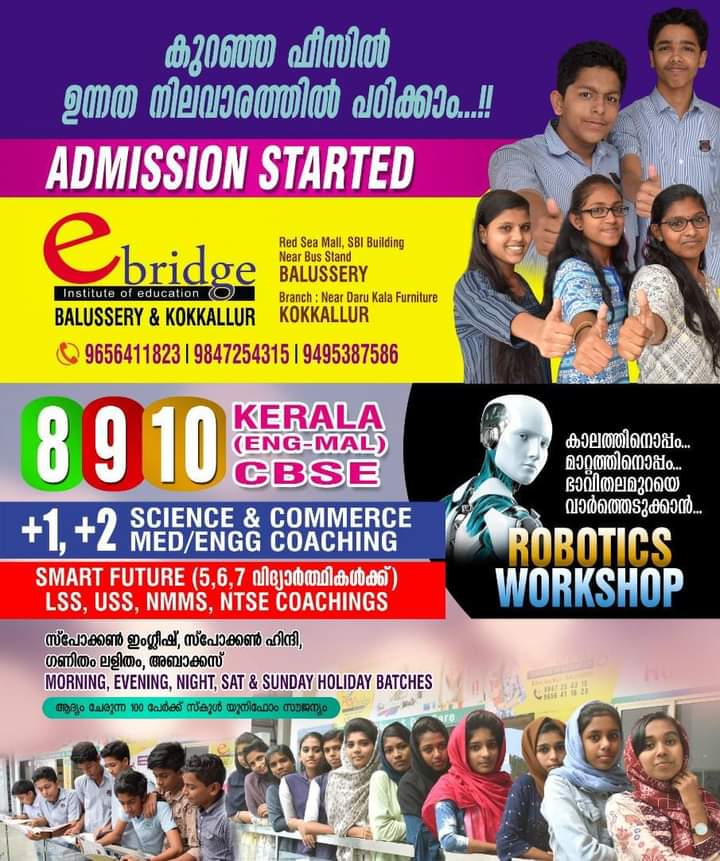 കുറഞ്ഞ ഫീസിൽ
ഉന്നത നിലവാരത്തിൽ പഠിക്കാം...!!
ADMISSION STARTED
ebridge
Institute of education
BALUSSERY & KOKKALLUR
Red Sea Mall, SBI Building
Near Bus Stand
BALUSSERY
Branch : Near Daru Kala Furniture
KOKKALLUR
9656411823 | 9847254315 | 9495387586
8 9 10 KERALA
(ENG-MAL)
CBSE
കാലത്തിനൊപ്പം...
മാറ്റത്തിനൊപ്പം...
ഭാവിതലമുറയെ
വാർത്തെടുക്കാൻ...
ROBOTICS
WORKSHOP
+1, +2 SCIENCE & COMMERCE
MED/ENGG COACHING
SMART FUTURE (5,6,7 വിദ്യാർത്ഥികൾക്ക്)
LSS, USS, NMMS, NTSE COACHINGS
സ്പോക്കൺ ഇംഗ്ലീഷ്, സ്പോക്കൺ ഹിന്ദി,
ഗണിതം ലളിതം, അബാക്കസ്
MORNING, EVENING, NIGHT, SAT & SUNDAY HOLIDAY BATCHES
ആദ്യം ചേരുന്ന 100 പേർക്ക് സ്കൂൾ യൂണിഫോം സൗജന്യം